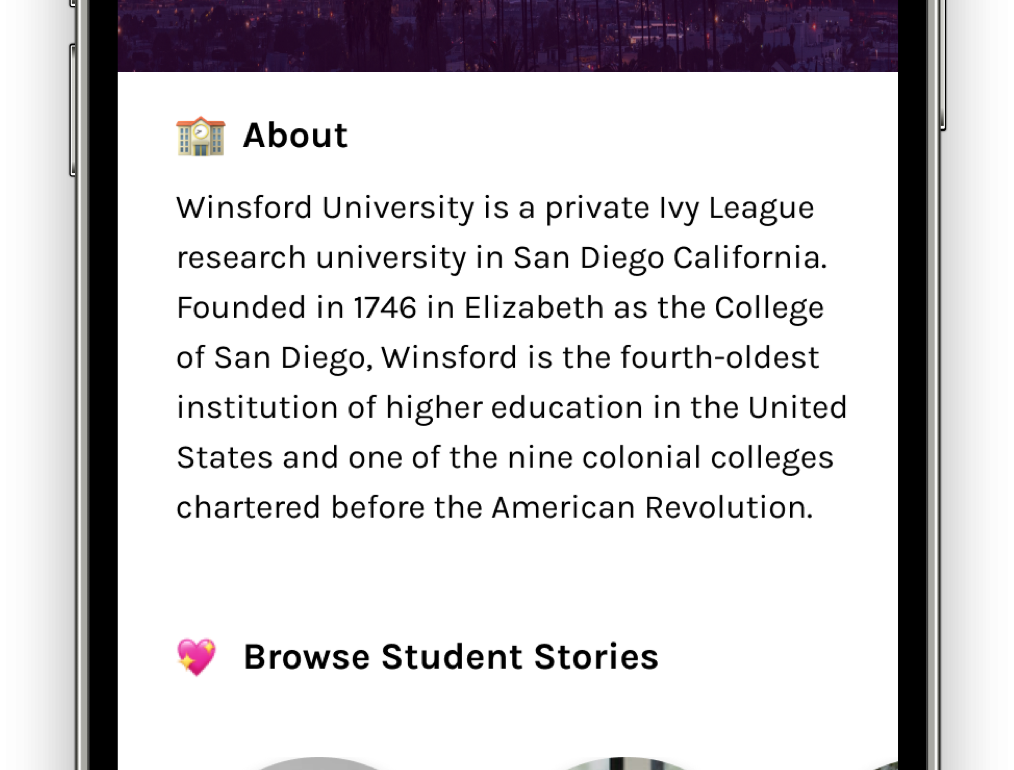 About
Winsford University is a private Ivy League
research university in San Diego California.
Founded in 1746 in Elizabeth as the College
of San Diego, Winsford is the fourth-oldest
institution of higher education in the United
States and one of the nine colonial colleges
chartered before the American Revolution.
Browse Student Stories